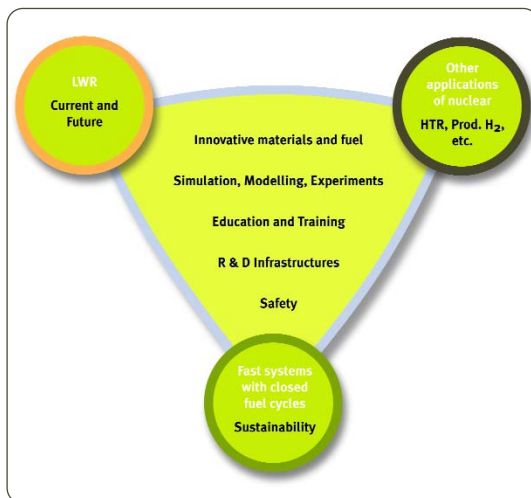 LWR
Current and
Future
Other
applications
of nuclear
HTR, Prod. H₂,
etc.
Innovative materials and fuel
Simulation, Modelling, Experiments
Education and Training
R & D Infrastructures
Safety
Fast systems
with closed
fuel cycles
Sustainability